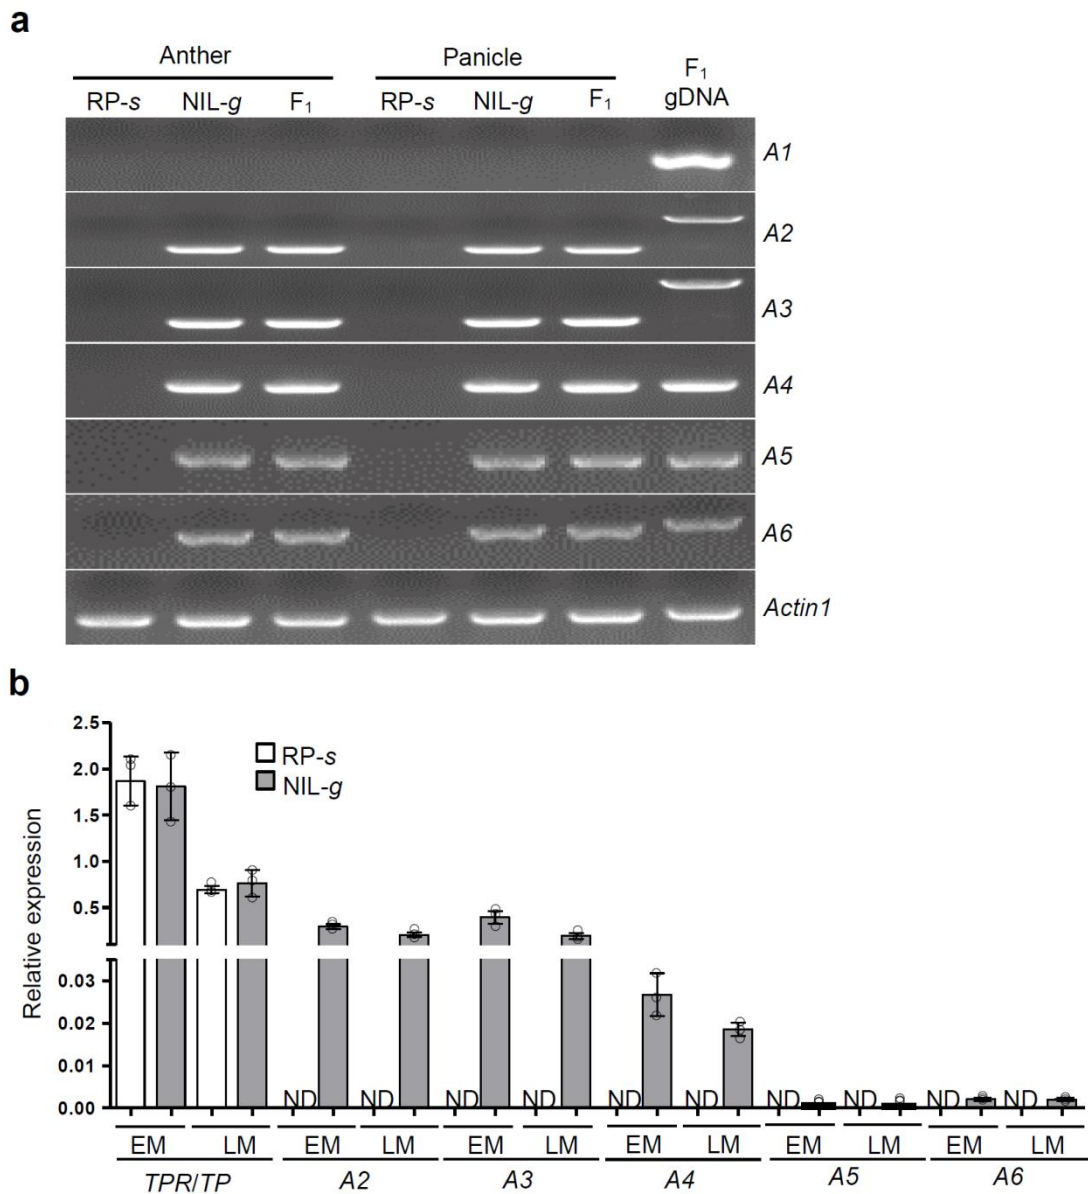 a
Anther Panicle F1 gDNA
RP-s NIL-g F1 RP-s NIL-g F1
A1
A2
A3
A4
A5
A6
Actin1
b
Relative expression
2.5
2.0
1.5
1.0
0.5
0.03
0.02
0.01
0.00
RP-s
NIL-g
ND ND ND ND ND ND ND ND ND ND
EM LM EM LM EM LM EM LM EM LM EM LM
TPR/TP A2 A3 A4 A5 A6